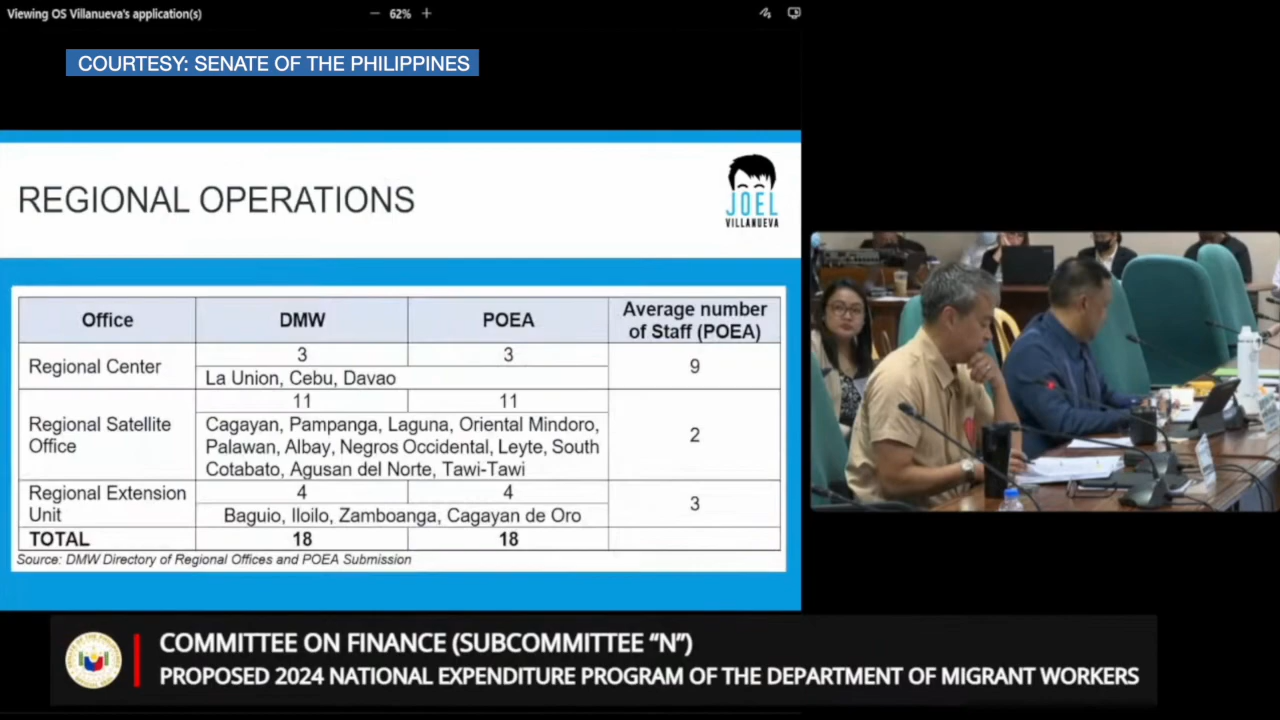 Viewing OS Villanueva's application(s)
62%
COURTESY: SENATE OF THE PHILIPPINES
REGIONAL OPERATIONS
JOEL
VILLANUEVA
Office
DMW
POEA
Average number
of Staff (POEA)
Regional Center
3
3
La Union, Cebu, Davao
9
Regional Satellite
Office
11
11
Cagayan, Pampanga, Laguna, Oriental Mindoro,
Palawan, Albay, Negros Occidental, Leyte, South
Cotabato, Agusan del Norte, Tawi-Tawi
2
Regional Extension
Unit
4
4
Baguio, Iloilo, Zamboanga, Cagayan de Oro
3
TOTAL
18
18
Source: DMW Directory of Regional Offices and POEA Submission
COMMITTEE ON FINANCE (SUBCOMMITTEE “N”)
PROPOSED 2024 NATIONAL EXPENDITURE PROGRAM OF THE DEPARTMENT OF MIGRANT WORKERS